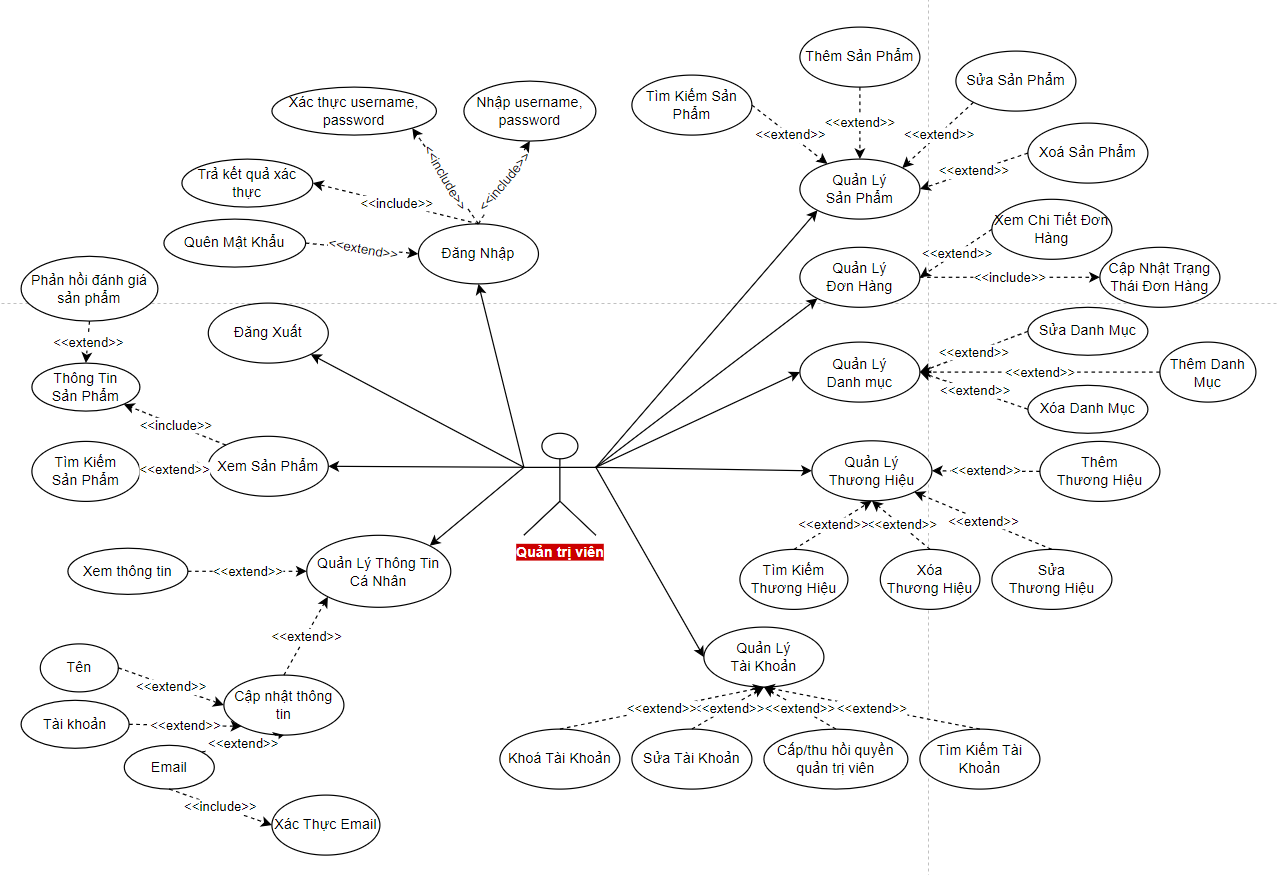 Thêm Sản Phẩm
Sửa Sản Phẩm
Tìm Kiếm Sản
Phẩm
<<extend>>
<<extend>>
<<extend>>
Xoá Sản Phẩm
<<extend>>
Quản Lý
Sản Phẩm
Xác thực username,
password
Nhập username,
password
<<include>>
<<include>>
Trả kết quả xác
thực
<<include>>
Quên Mật Khẩu
<<extend>>
Đăng Nhập
Xem Chi Tiết Đơn
Hàng
<<extend>>
Quản Lý
Đơn Hàng
<<include>>
Cập Nhật Trạng
Thái Đơn Hàng
Phản hồi đánh giá
sản phẩm
<<extend>>
Đăng Xuất
Thông Tin
Sản Phẩm
<<include>>
Tìm Kiếm
Sản Phẩm
<<extend>>
Xem Sản Phẩm
Sửa Danh Mục
<<extend>>
Quản Lý
Danh mục
<<extend>>
Thêm Danh
Mục
<<extend>>
Xóa Danh Mục
Quản Lý
Thương Hiệu
<<extend>>
Thêm
Thương Hiệu
<<extend>>
<<extend>>
<<extend>>
Tìm Kiếm
Thương Hiệu
Xóa
Thương Hiệu
Sửa
Thương Hiệu
Quản trị viên
Xem thông tin
<<extend>>
Quản Lý Thông Tin
Cá Nhân
<<extend>>
Tên
<<extend>>
Cập nhật thông
tin
Tài khoản
<<extend>>
<<extend>>
Email
<<include>>
Xác Thực Email
Quản Lý
Tài Khoản
<<extend>>
<<extend>>
<<extend>>
<<extend>>
Khoá Tài Khoản
Sửa Tài Khoản
Cấp/thu hồi quyền
quản trị viên
Tìm Kiếm Tài
Khoản